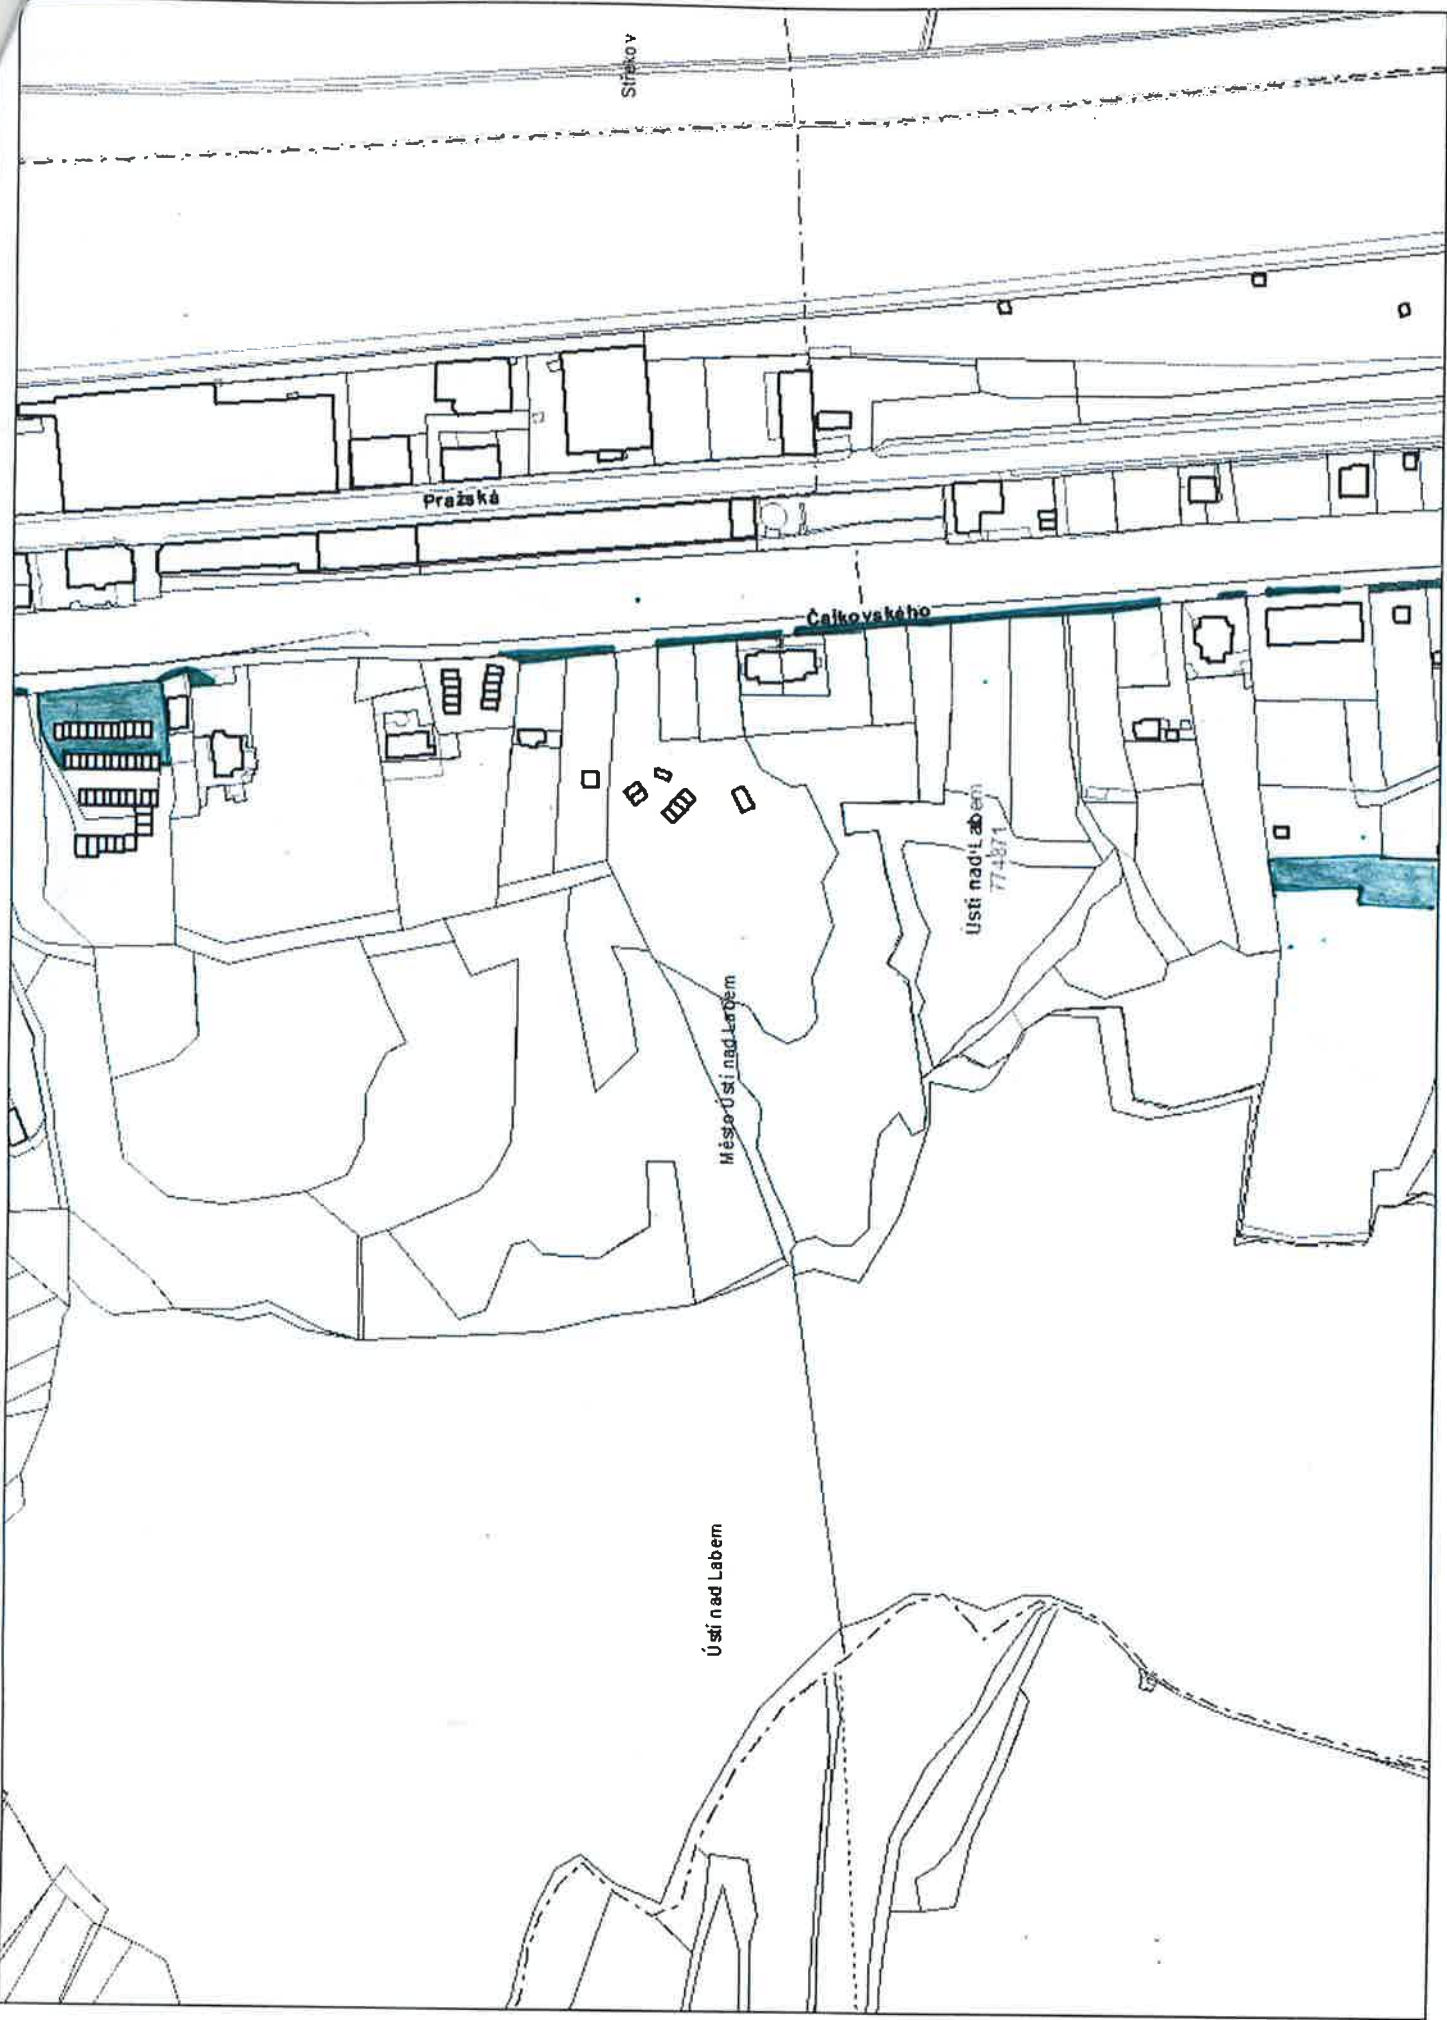 Střekov
Pražská
Čajkovského
Ústí nad Labem
774871
Město Ústí nad Labem
Ústí nad Labem